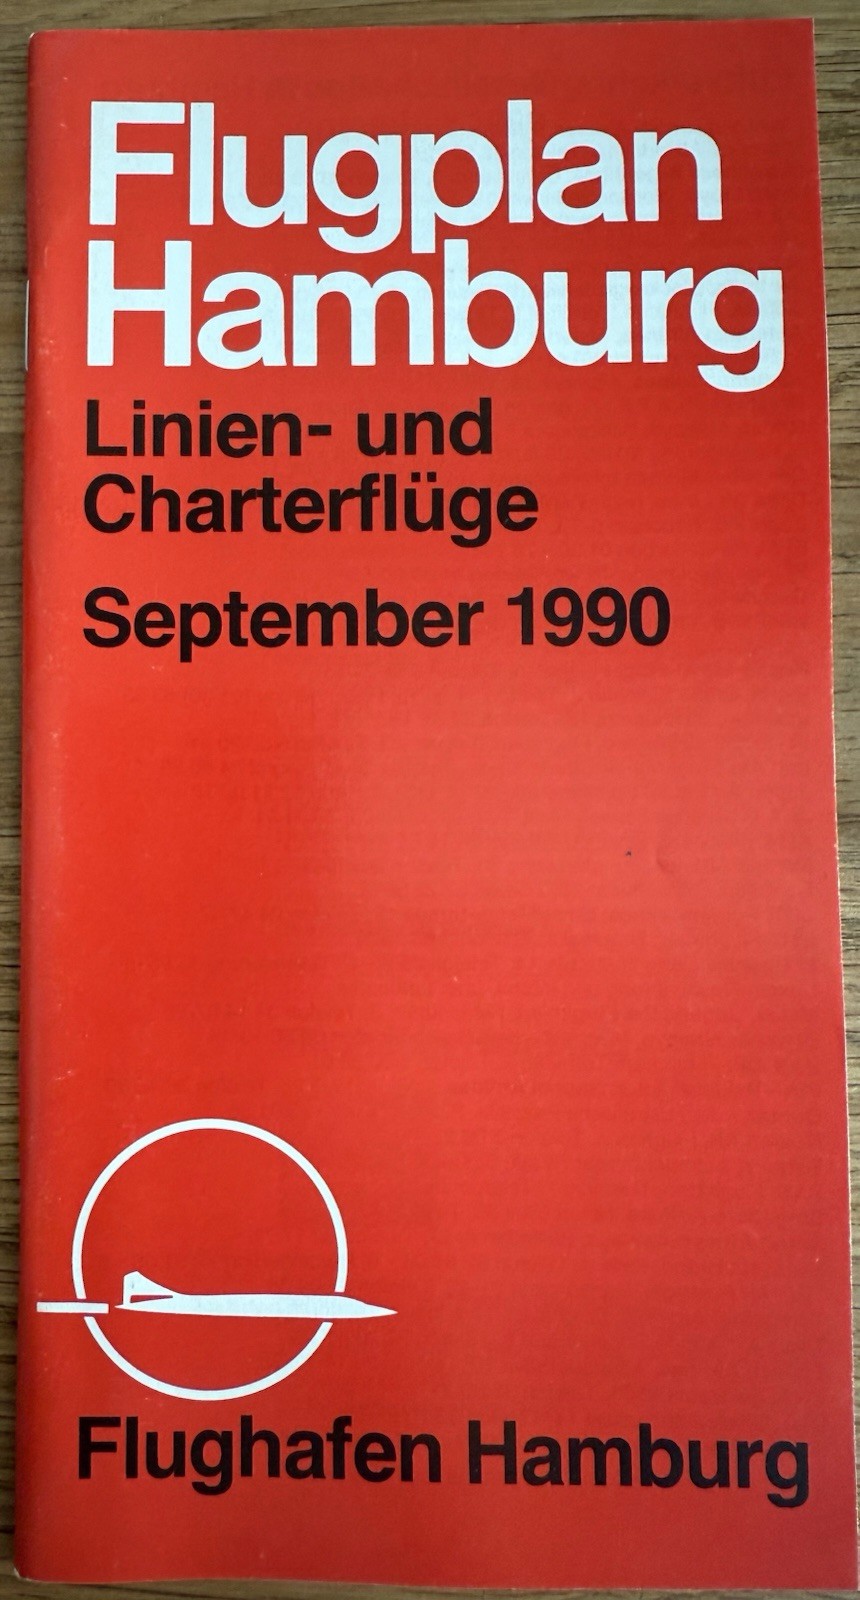 Flugplan
Hamburg
Linien- und
Charterflüge
September 1990
Flughafen Hamburg